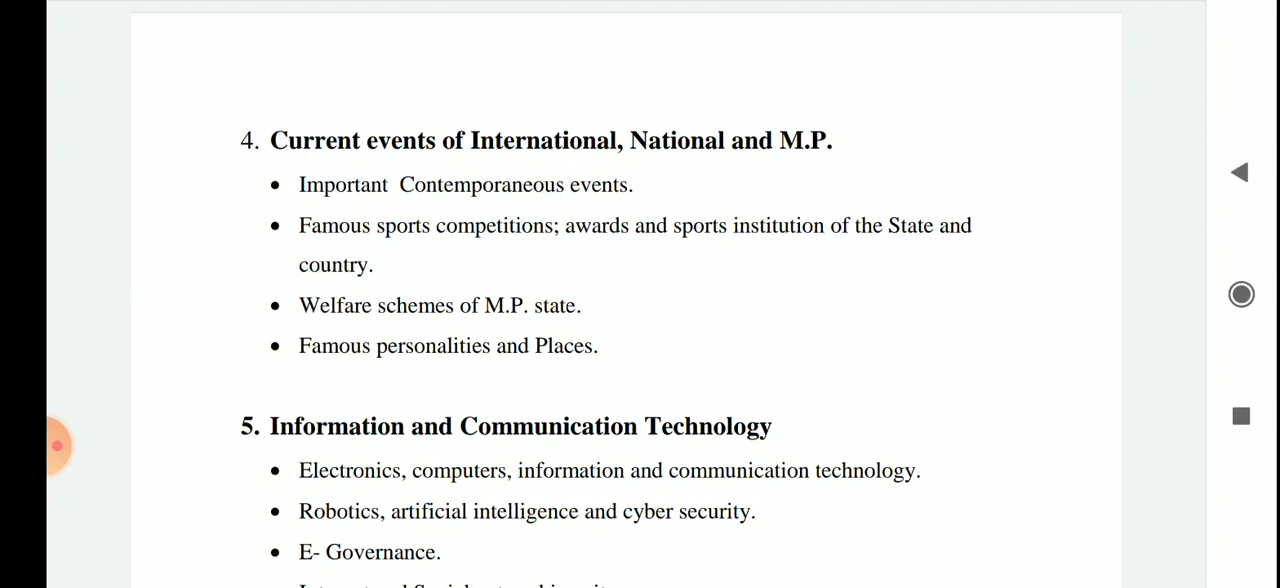 4. Current events of International, National and M.P.
• Important Contemporaneous events.
• Famous sports competitions; awards and sports institution of the State and
country.
• Welfare schemes of M.P. state.
• Famous personalities and Places.
5. Information and Communication Technology
• Electronics, computers, information and communication technology.
• Robotics, artificial intelligence and cyber security.
• E- Governance.